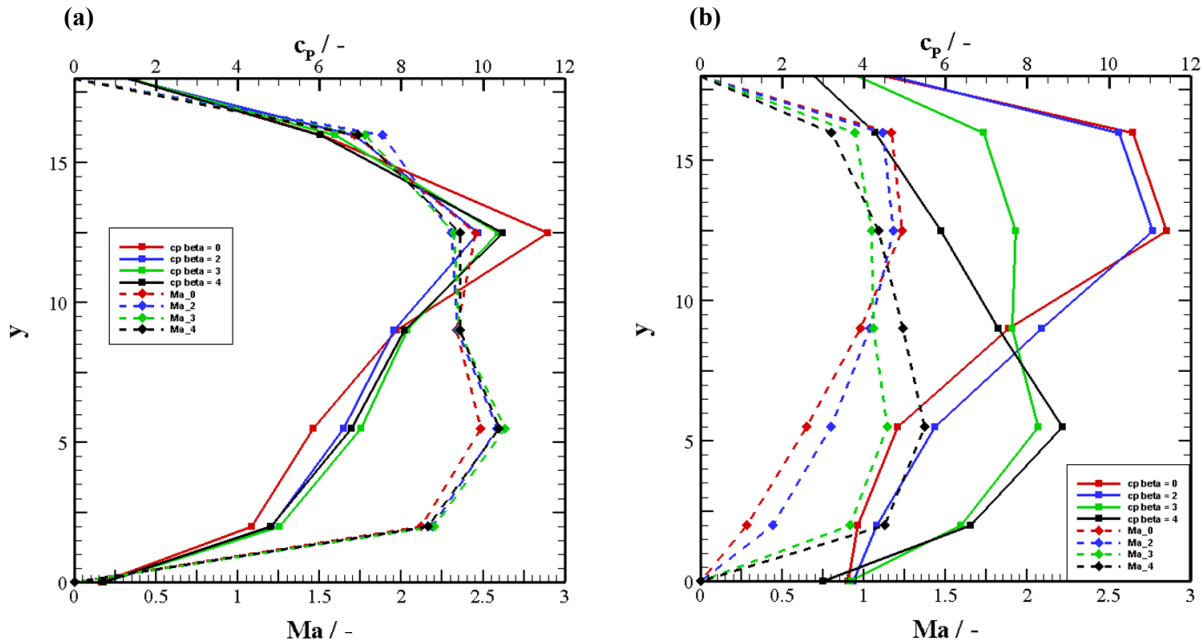 (a)
c_P / -
0 2 4 6 8 10 12
15
10
5
0
y
cp beta = 0
cp beta = 2
cp beta = 3
cp beta = 4
Ma_0
Ma_2
Ma_3
Ma_4
0.5 1 1.5 2 2.5 3
Ma / -
(b)
c_P / -
0 2 4 6 8 10 12
15
10
5
0
y
cp beta = 0
cp beta = 2
cp beta = 3
cp beta = 4
Ma_0
Ma_2
Ma_3
Ma_4
0.5 1 1.5 2 2.5 3
Ma / -